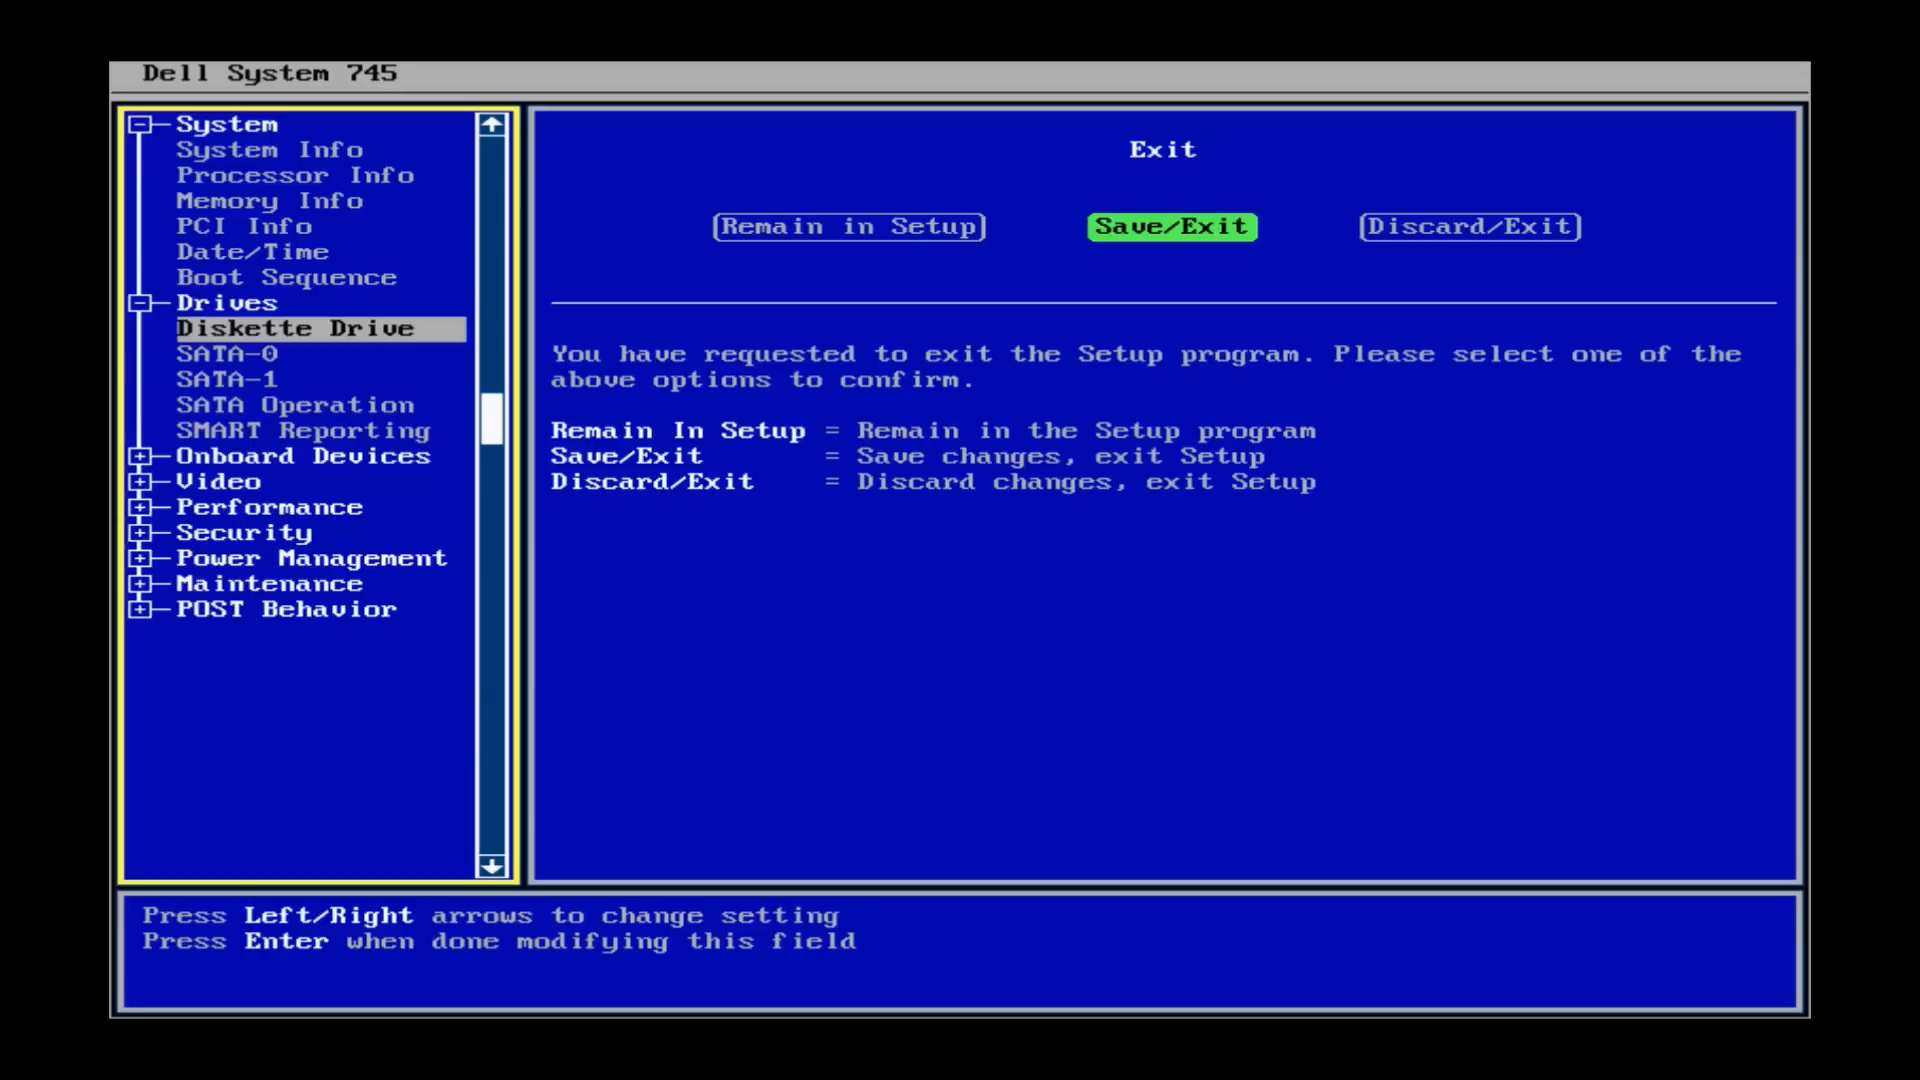 Dell System 745
System
System Info
Processor Info
Memory Info
PCI Info
Date/Time
Boot Sequence
Drives
Diskette Drive
SATA-0
SATA-1
SATA Operation
SMART Reporting
Onboard Devices
Video
Performance
Security
Power Management
Maintenance
POST Behavior
Exit
Remain in Setup Save/Exit Discard/Exit
You have requested to exit the Setup program. Please select one of the
above options to confirm.
Remain In Setup = Remain in the Setup program
Save/Exit = Save changes, exit Setup
Discard/Exit = Discard changes, exit Setup
Press Left/Right arrows to change setting
Press Enter when done modifying this field